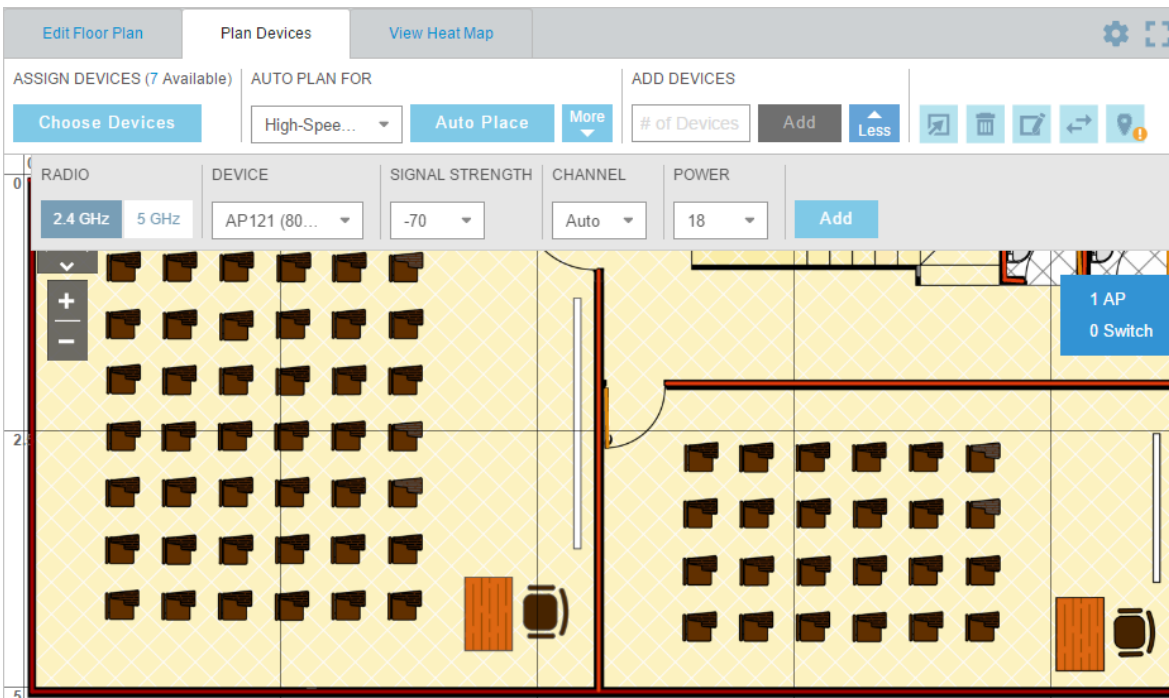 Edit Floor Plan Plan Devices View Heat Map
ASSIGN DEVICES (7 Available) AUTO PLAN FOR ADD DEVICES
Choose Devices High-Spee... Auto Place More # of Devices Add Less
RADIO DEVICE SIGNAL STRENGTH CHANNEL POWER
0
2.4 GHz 5 GHz AP121 (80... -70 Auto 18 Add
+
1 AP
0 Switch
−
5